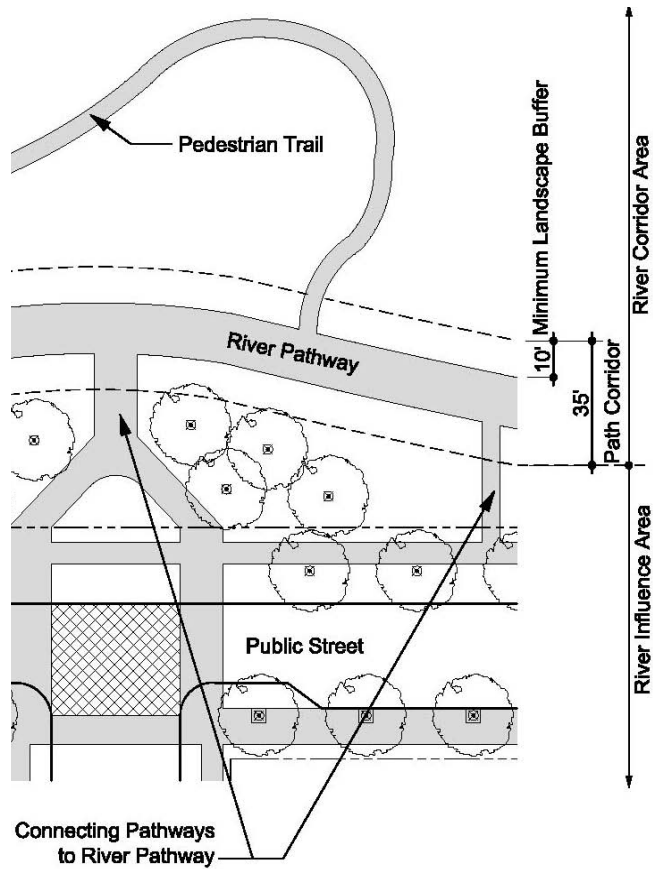 Pedestrian Trail
River Pathway
10' Minimum Landscape Buffer
35'
Path Corridor
River Corridor Area
River Influence Area
Public Street
Connecting Pathways
to River Pathway